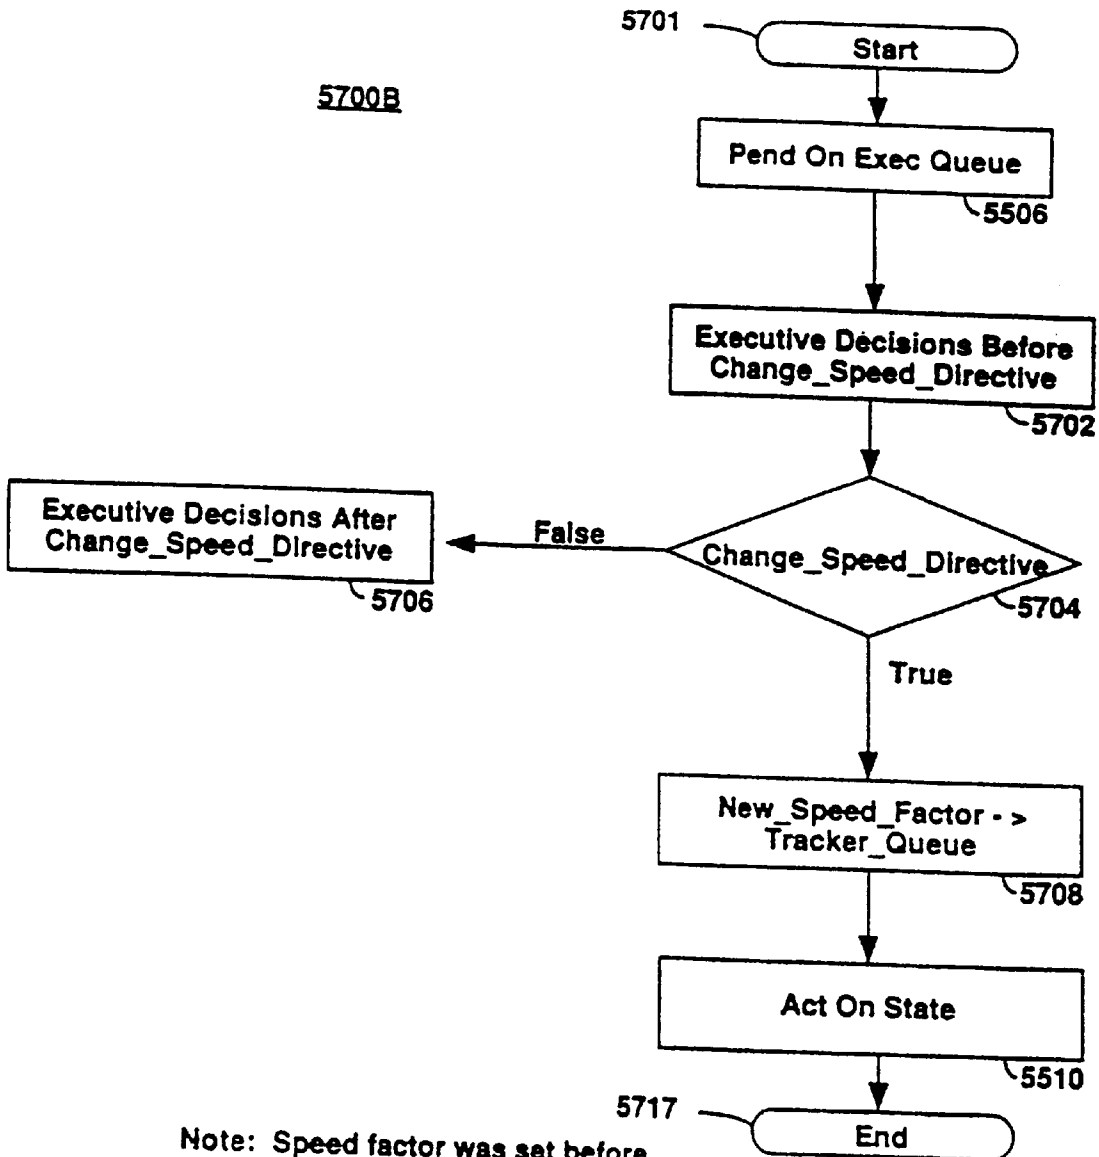 5701
Start
5700B
Pend On Exec Queue
5506
Executive Decisions Before
Change_Speed_Directive
5702
Executive Decisions After
Change_Speed_Directive
5706
False
Change_Speed_Directive
5704
True
New_Speed_Factor - >
Tracker_Queue
5708
Act On State
5510
5717
End
Note: Speed factor was set before